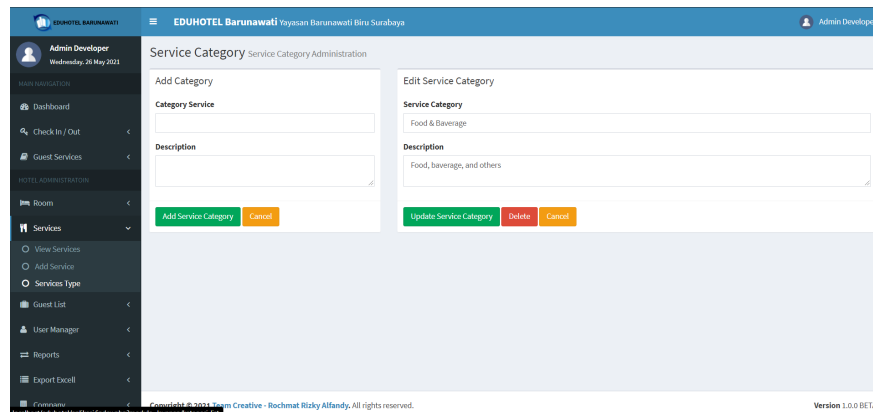 EDUHOTEL BARUNAWATI
EDUHOTEL Barunawati Yayasan Barunawati Biru Surabaya
Admin Develope
Admin Developer
Wednesday, 26 May 2021
MAIN NAVIGATION
Dashboard
Check In / Out
Guest Services
HOTEL ADMINISTRATOIN
Room
Services
View Services
Add Service
Services Type
Guest List
User Manager
Reports
Export Excell
Company
Service Category Service Category Administration
Add Category
Category Service
Description
Add Service Category Cancel
Edit Service Category
Service Category
Food & Baverage
Description
Food, baverage, and others
Update Service Category Delete Cancel
Copyright © 2021 Team Creative - Rochmat Rizky Alfandy. All rights reserved.
Version 1.0.0 BETA